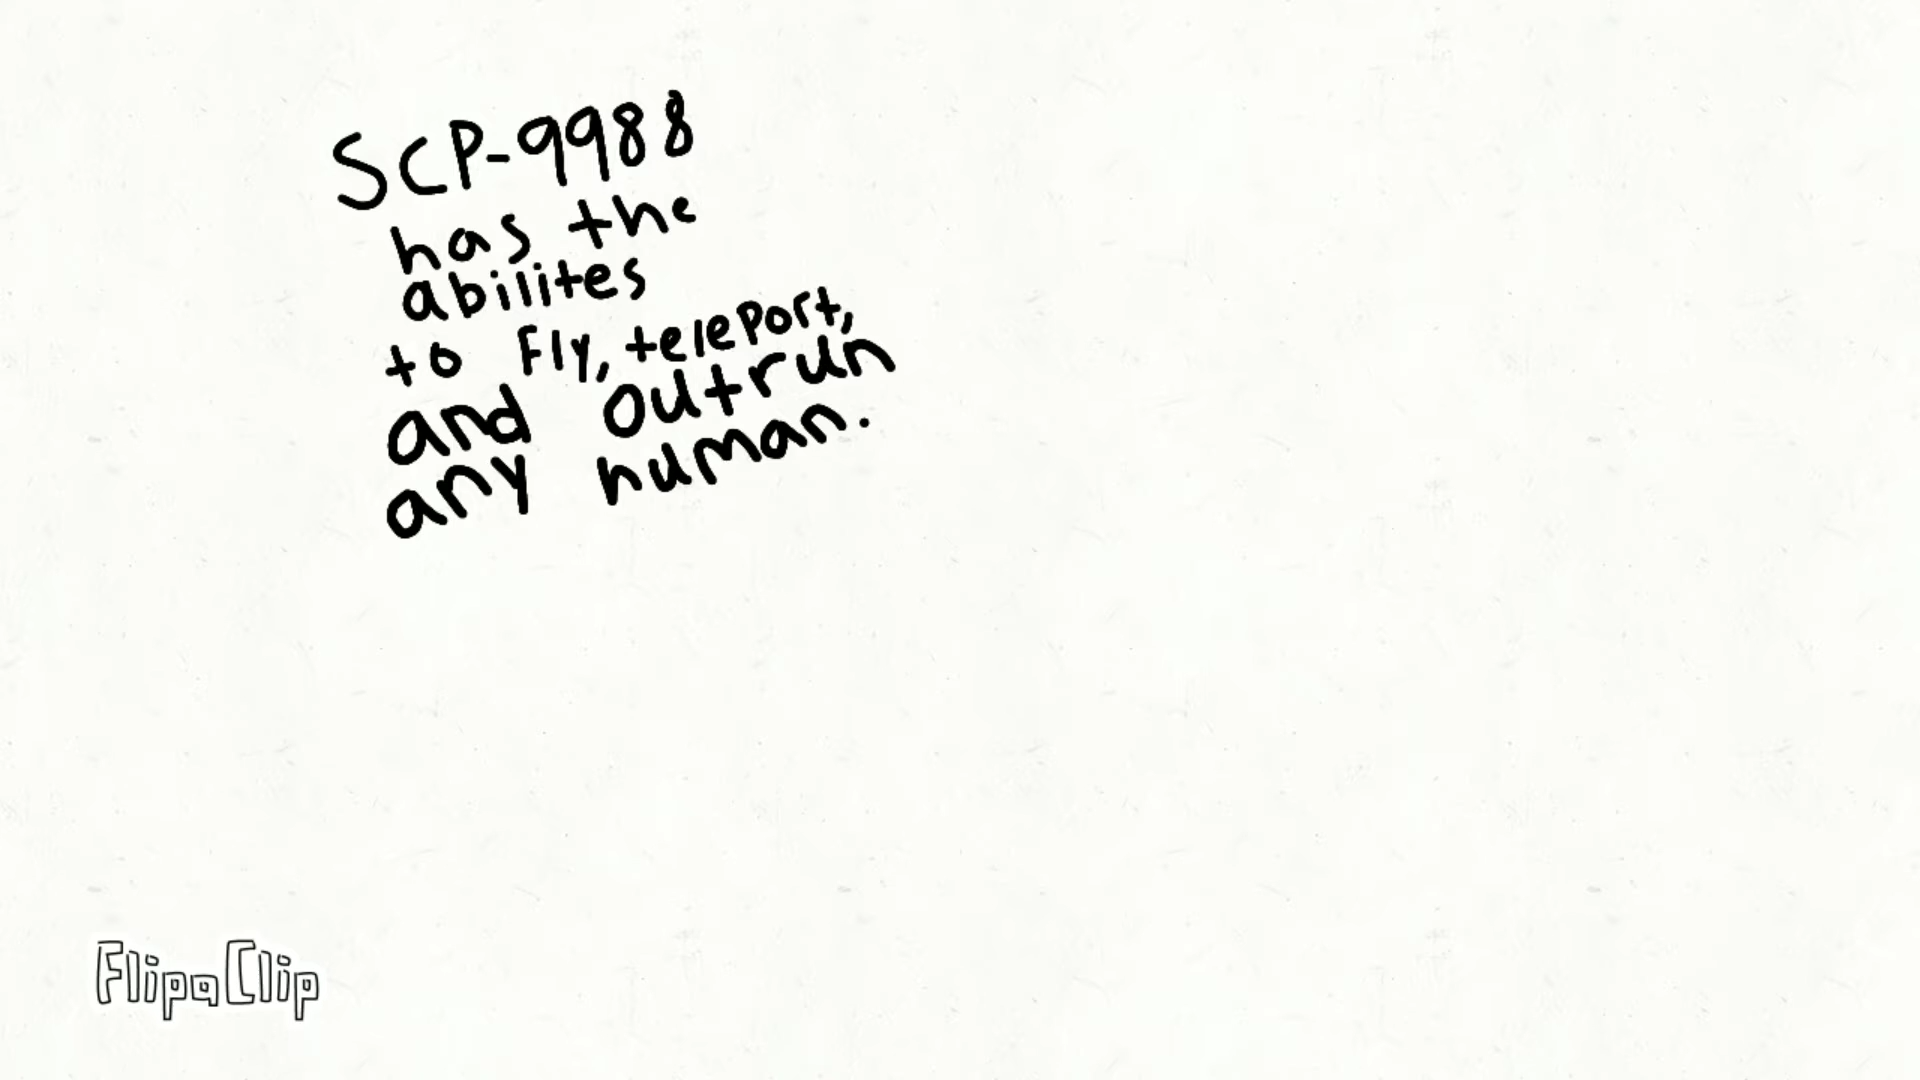 SCP-9988
has the
abilites
to Fly, teleport,
and outrun
any human.
FlipaClip